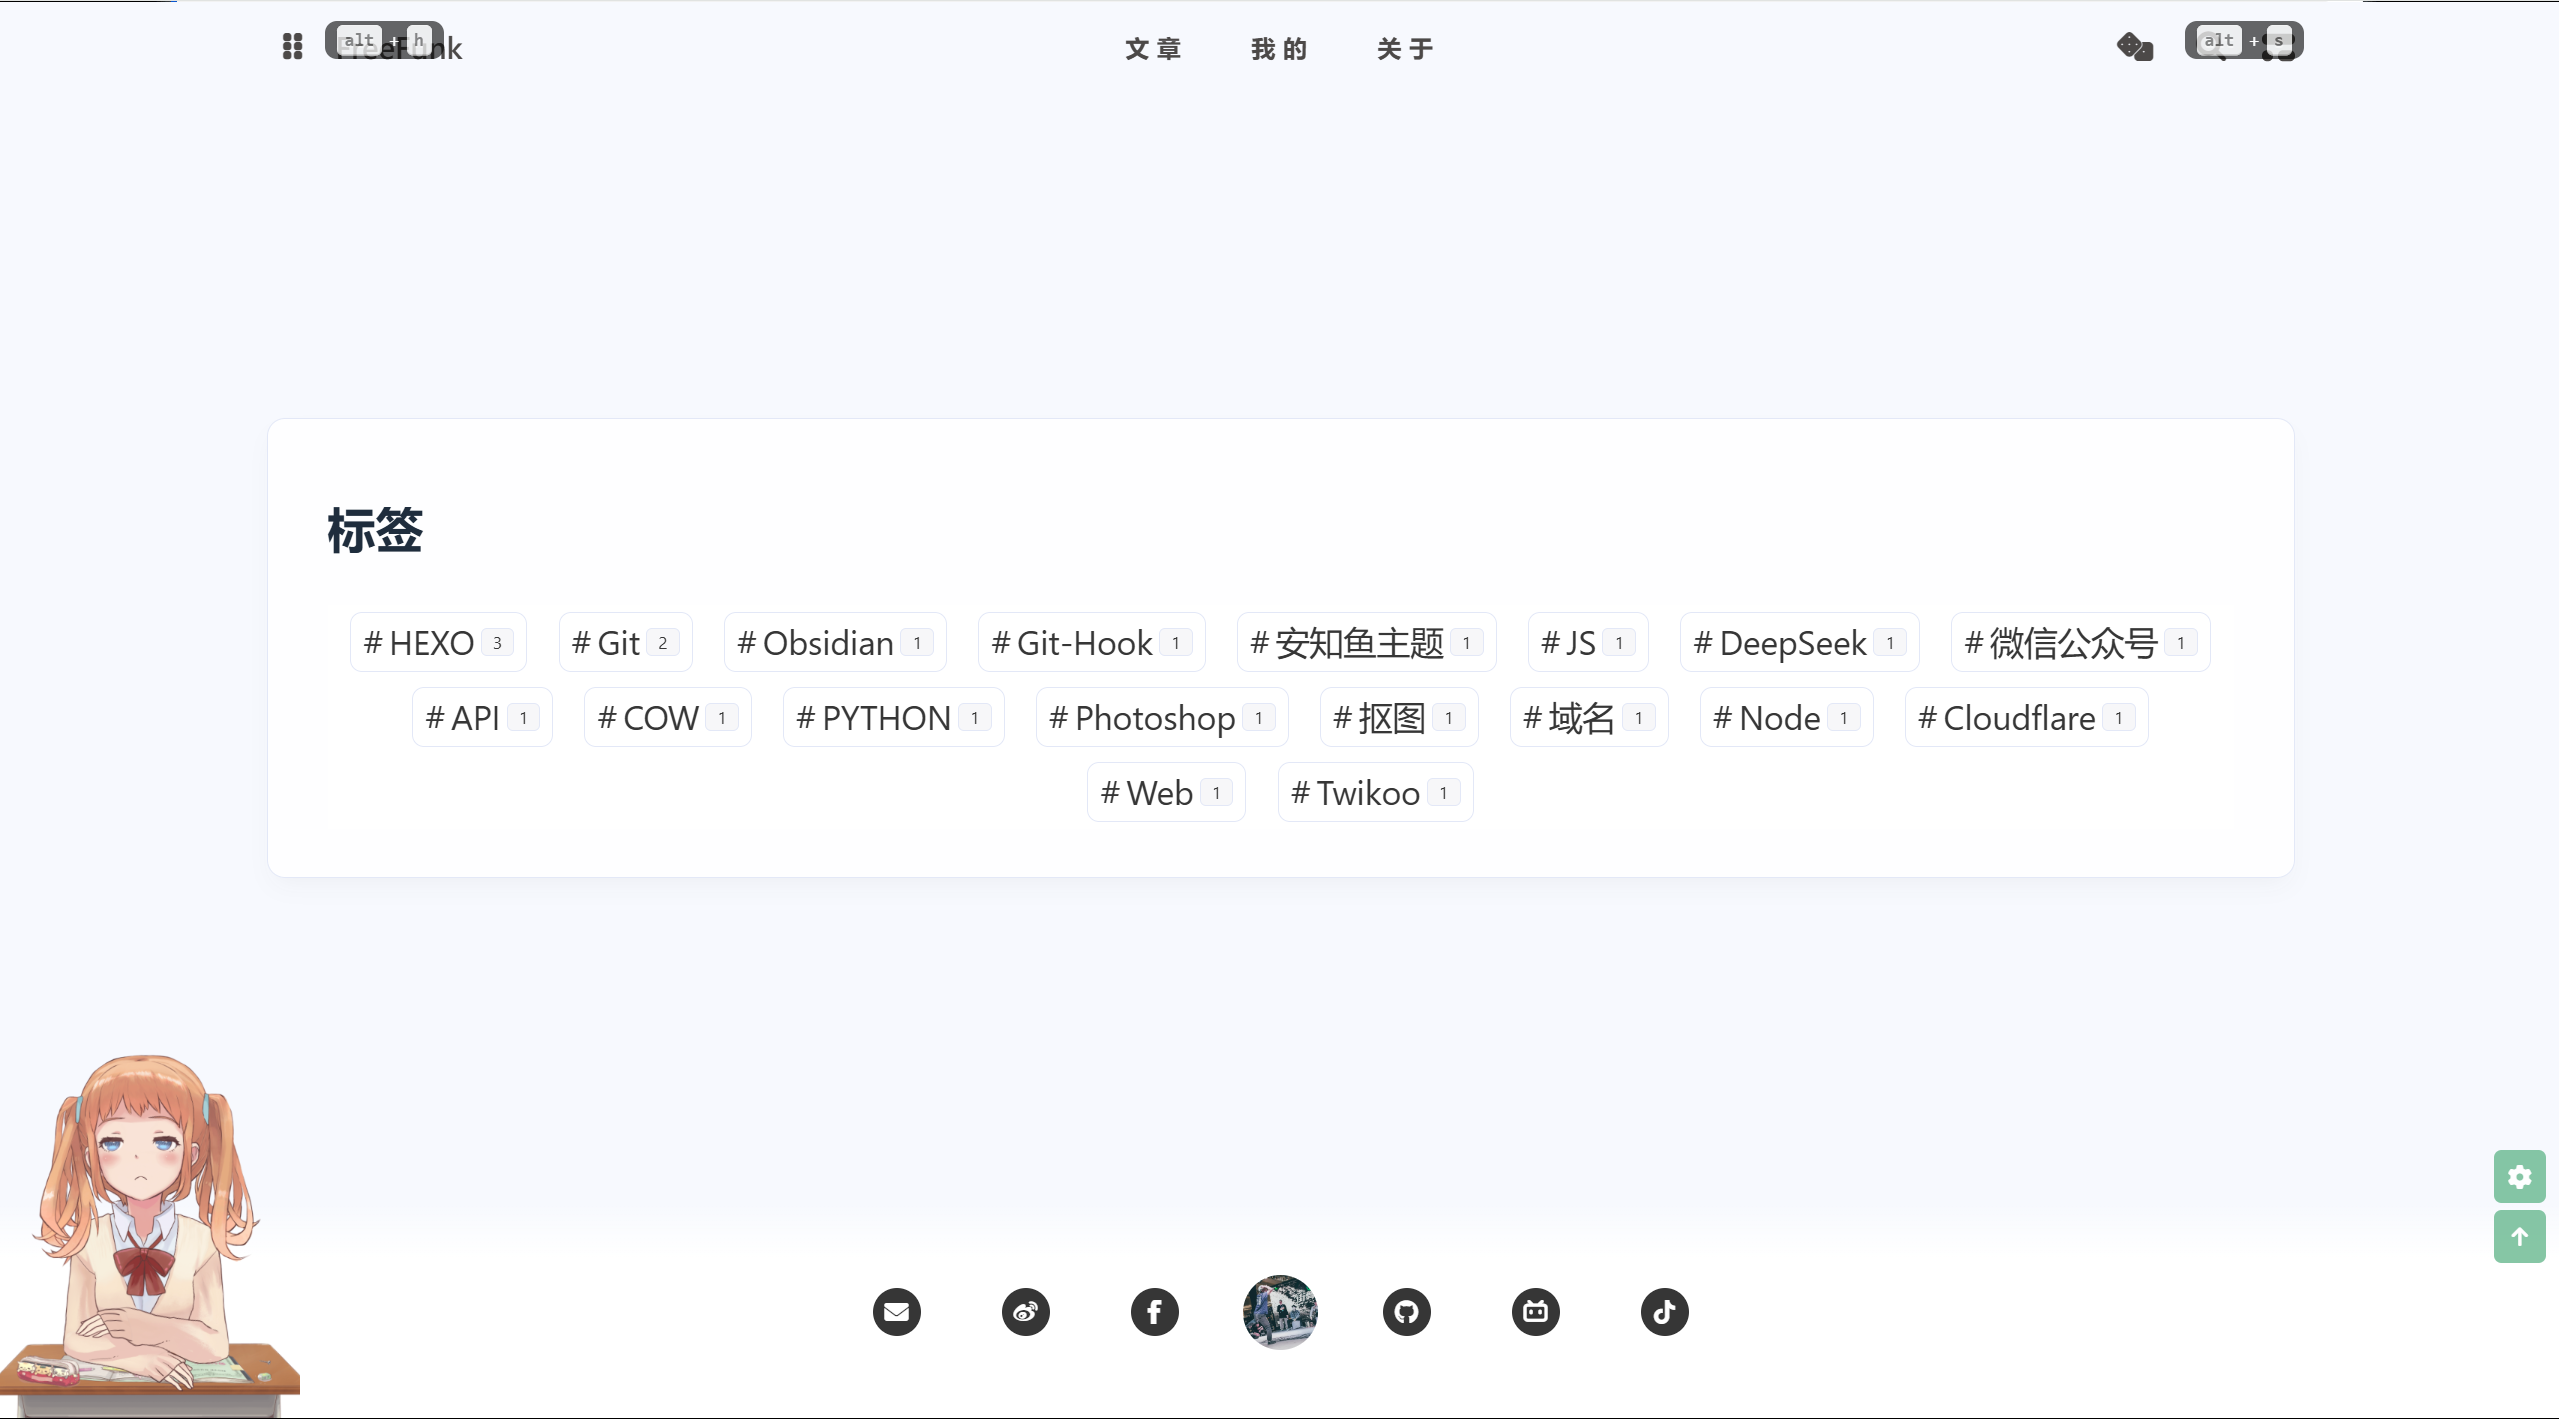 FreeFunk
alt + h
文章 我的 关于
alt + s
标签
# HEXO 3 # Git 2 # Obsidian 1 # Git-Hook 1 # 安知鱼主题 1 # JS 1 # DeepSeek 1 # 微信公众号 1
# API 1 # COW 1 # PYTHON 1 # Photoshop 1 # 抠图 1 # 域名 1 # Node 1 # Cloudflare 1
# Web 1 # Twikoo 1